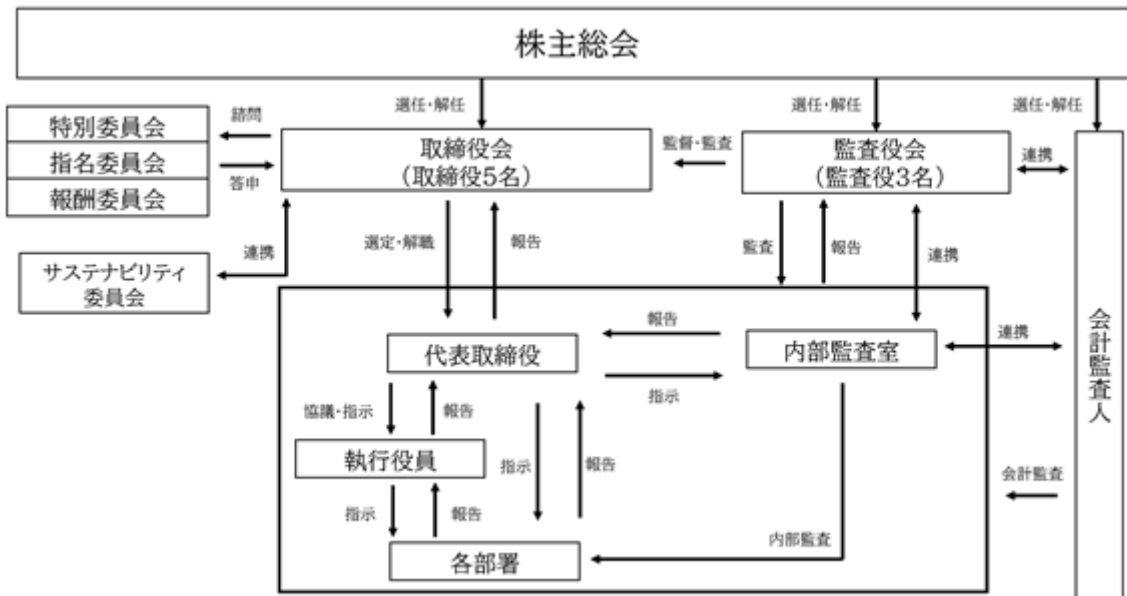 株主総会
選任・解任
選任・解任
選任・解任
特別委員会
指名委員会
報酬委員会
諮問
答申
取締役会
（取締役5名）
監督・監査
監査役会
（監査役3名）
連携
連携
サステナビリティ
委員会
選定・解職
報告
監査
報告
連携
代表取締役
報告
指示
内部監査室
連携
会計監査人
協議・指示
報告
執行役員
指示
報告
指示
報告
各部署
内部監査
会計監査